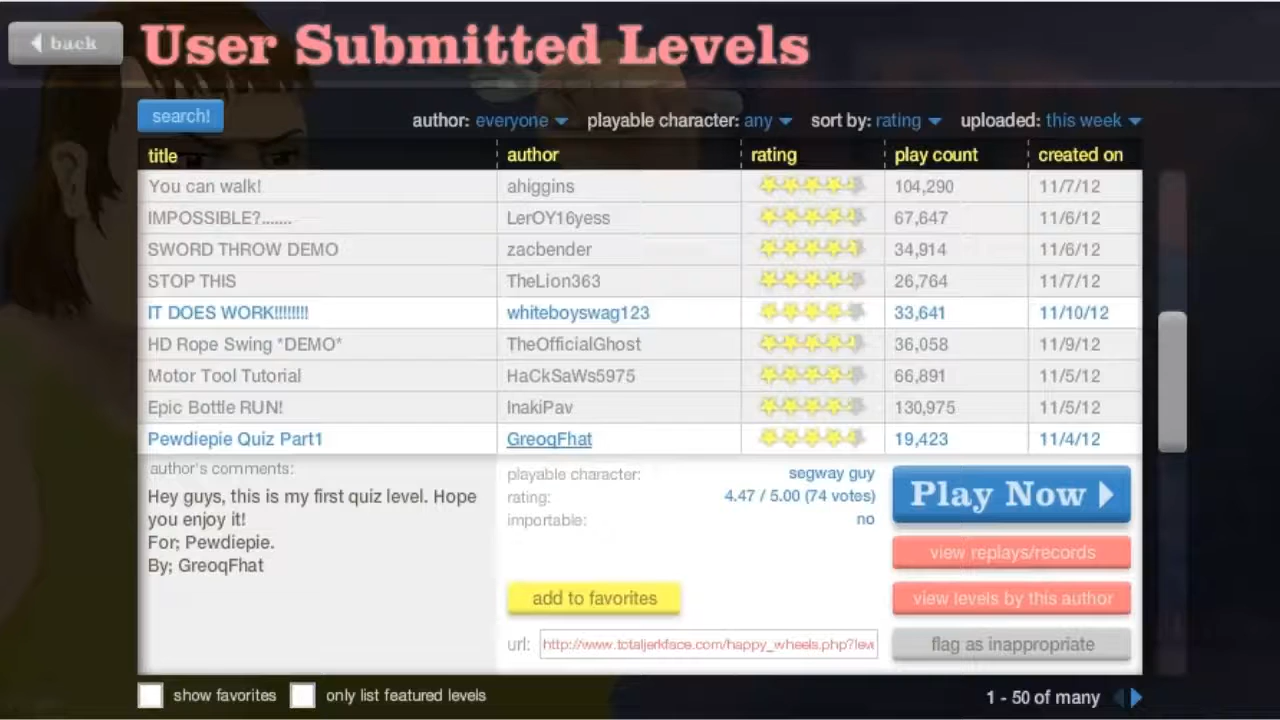 back
User Submitted Levels
search!
author: everyone playable character: any sort by: rating uploaded: this week
title author rating play count created on
You can walk! ahiggins 104,290 11/7/12
IMPOSSIBLE?....... LerOY16yess 67,647 11/6/12
SWORD THROW DEMO zacbender 34,914 11/6/12
STOP THIS TheLion363 26,764 11/7/12
IT DOES WORK!!!!!!!! whiteboyswag123 33,641 11/10/12
HD Rope Swing *DEMO* TheOfficialGhost 36,058 11/9/12
Motor Tool Tutorial HaCkSaWs5975 66,891 11/5/12
Epic Bottle RUN! InakiPav 130,975 11/5/12
Pewdiepie Quiz Part1 GreoqFhat 19,423 11/4/12
author's comments:
Hey guys, this is my first quiz level. Hope
you enjoy it!
For; Pewdiepie.
By; GreoqFhat
playable character: segway guy
rating: 4.47 / 5.00 (74 votes)
importable: no
add to favorites
url: http://www.totaljerkface.com/happy_wheels.php?lev
Play Now
view replays/records
view levels by this author
flag as inappropriate
show favorites only list featured levels
1 - 50 of many